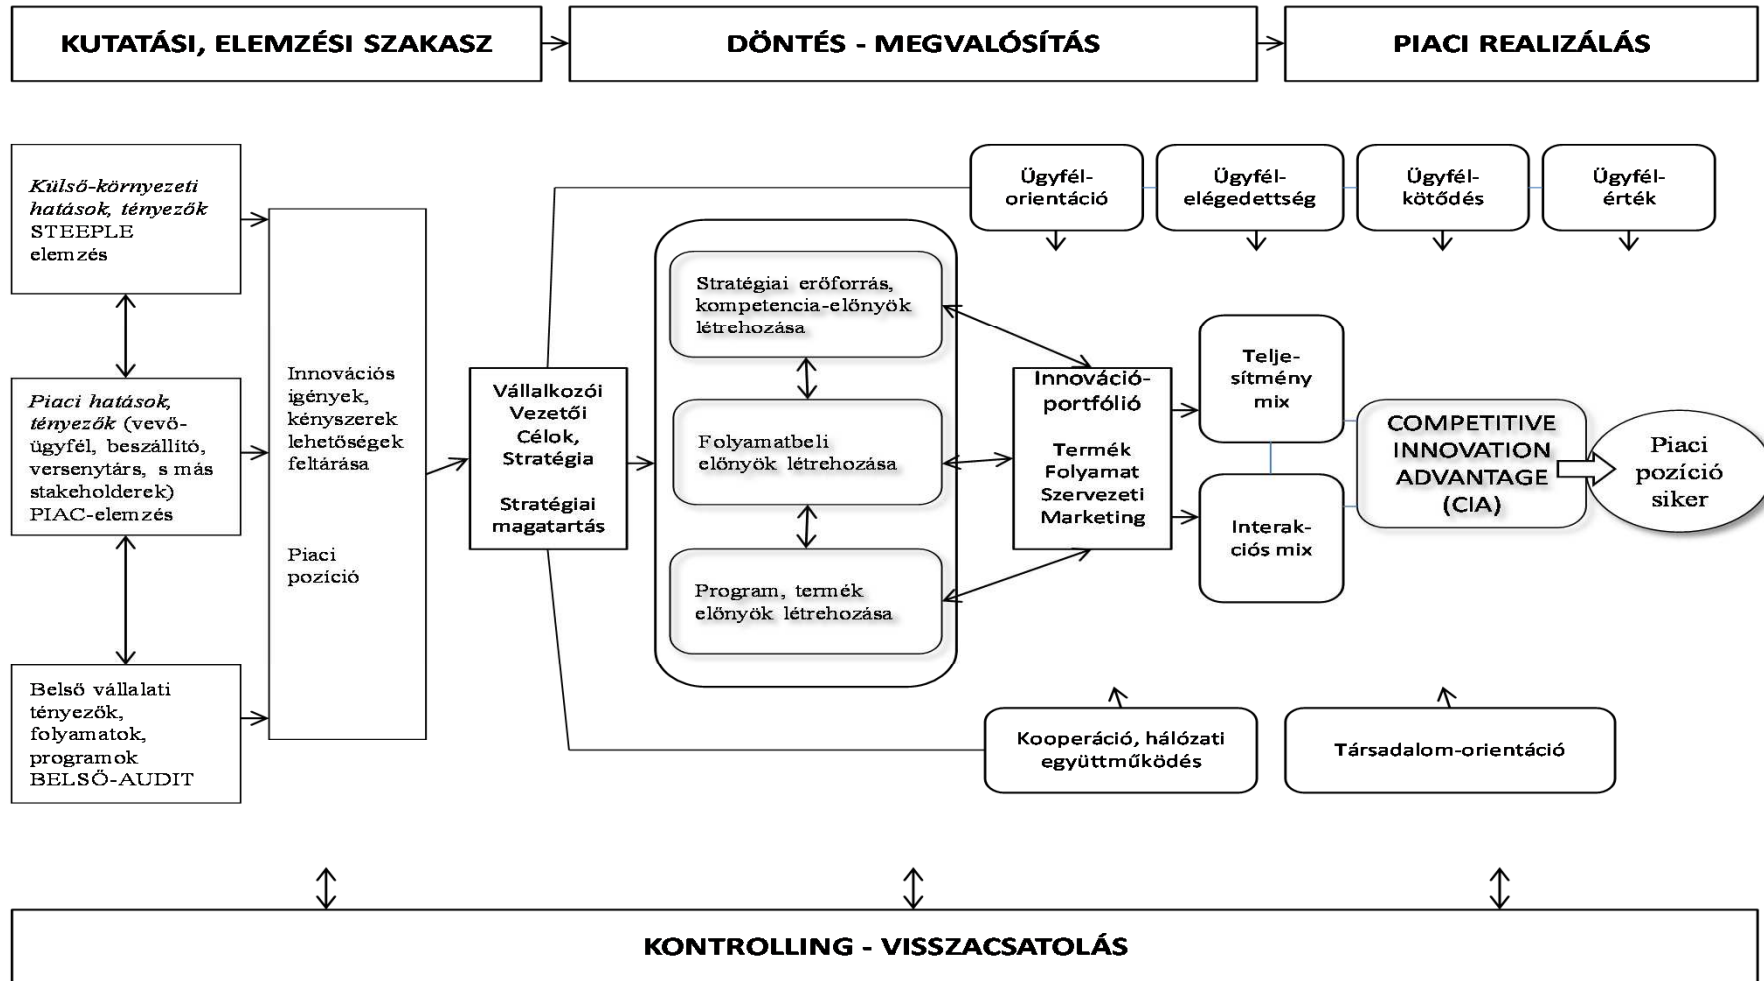 KUTATÁSI, ELEMZÉSI SZAKASZ
DÖNTÉS - MEGVALÓSÍTÁS
PIACI REALIZÁLÁS
Külső-környezeti
hatások, tényezők
STEEPLE
elemzés
Piaci hatások,
tényezők (vevő-
ügyfél, beszállító,
versenytárs, s más
stakeholderek)
PIAC-elemzés
Belső vállalati
tényezők,
folyamatok,
programok
BELSŐ-AUDIT
Innovációs
igények,
kényszerek
lehetőségek
feltárása
Piaci
pozíció
Vállalkozói
Vezetői
Célok,
Stratégia
Stratégiai
magatartás
Stratégiai erőforrás,
kompetencia-előnyök
létrehozása
Folyamatbeli
előnyök létrehozása
Program, termék
előnyök létrehozása
Ügyfél-
orientáció
Ügyfél-
elégedettség
Ügyfél-
kötődés
Ügyfél-
érték
Innováció-
portfólió
Termék
Folyamat
Szervezeti
Marketing
Telje-
sítmény
mix
Interak-
ciós mix
COMPETITIVE
INNOVATION
ADVANTAGE
(CIA)
Piaci
pozíció
siker
Kooperáció, hálózati
együttműködés
Társadalom-orientáció
KONTROLLING - VISSZACSATOLÁS